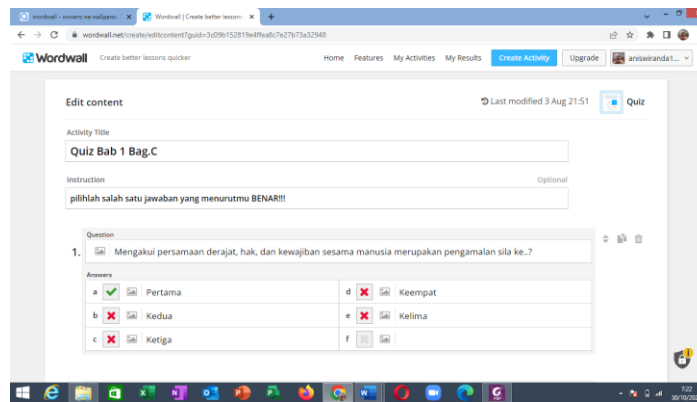 wordwall - ничего не найдено
Wordwall | Create better lessons
wordwall.net/create/editcontent?guid=3c09b152819e4ffea8c7e27b73a32948
Wordwall Create better lessons quicker Home Features My Activities My Results Create Activity Upgrade aniswiranda1...
Edit content Last modified 3 Aug 21:51 Quiz
Activity Title
Quiz Bab 1 Bag.C
Instruction Optional
pilihlah salah satu jawaban yang menurutmu BENAR!!!
Question
1. Mengakui persamaan derajat, hak, dan kewajiban sesama manusia merupakan pengamalan sila ke..?
Answers
a Pertama d Keempat
b Kedua e Kelima
c Ketiga f
7:22